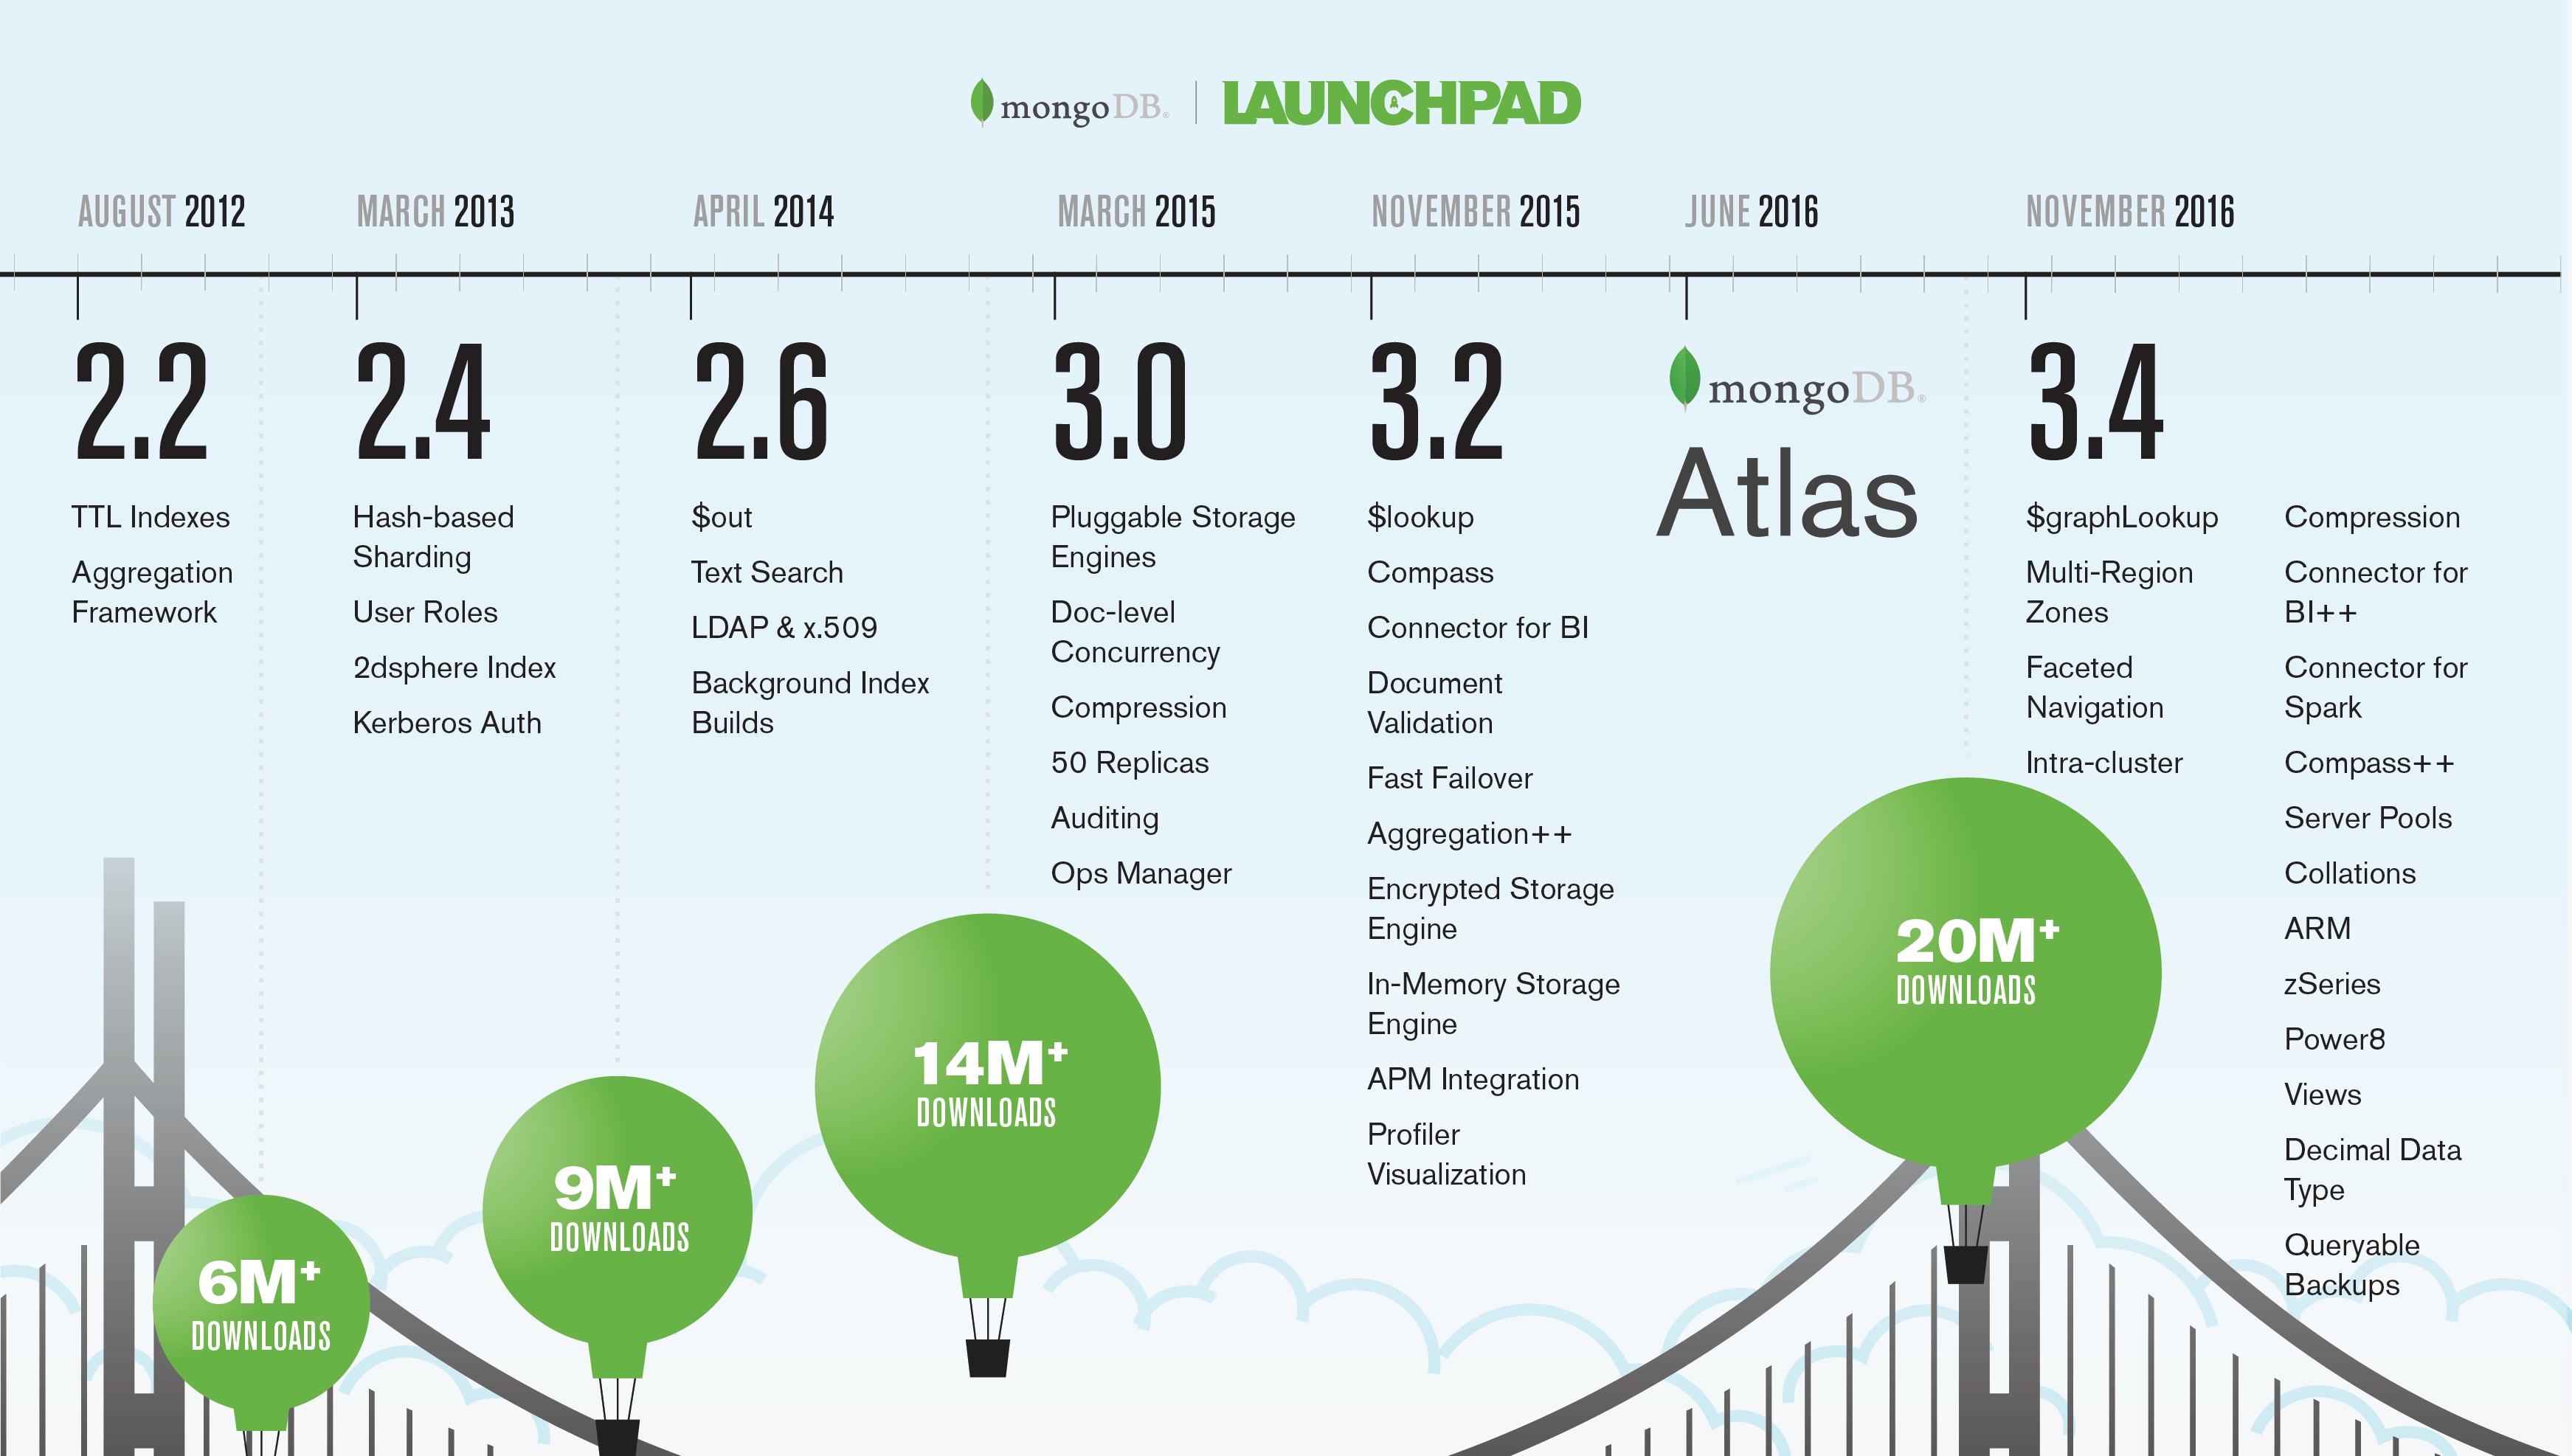 mongoDB® LAUNCHPAD
AUGUST 2012
MARCH 2013
APRIL 2014
MARCH 2015
NOVEMBER 2015
JUNE 2016
NOVEMBER 2016
2.2
TTL Indexes
Aggregation
Framework
2.4
Hash-based
Sharding
User Roles
2dsphere Index
Kerberos Auth
2.6
$out
Text Search
LDAP & x.509
Background Index
Builds
3.0
Pluggable Storage
Engines
Doc-level
Concurrency
Compression
50 Replicas
Auditing
Ops Manager
3.2
$lookup
Compass
Connector for BI
Document
Validation
Fast Failover
Aggregation++
Encrypted Storage
Engine
In-Memory Storage
Engine
APM Integration
Profiler
Visualization
mongoDB®
Atlas
3.4
$graphLookup
Multi-Region
Zones
Faceted
Navigation
Intra-cluster
Compression
Connector for
BI++
Connector for
Spark
Compass++
Server Pools
Collations
ARM
zSeries
Power8
Views
Decimal Data
Type
Queryable
Backups
6M+
DOWNLOADS
9M+
DOWNLOADS
14M+
DOWNLOADS
20M+
DOWNLOADS